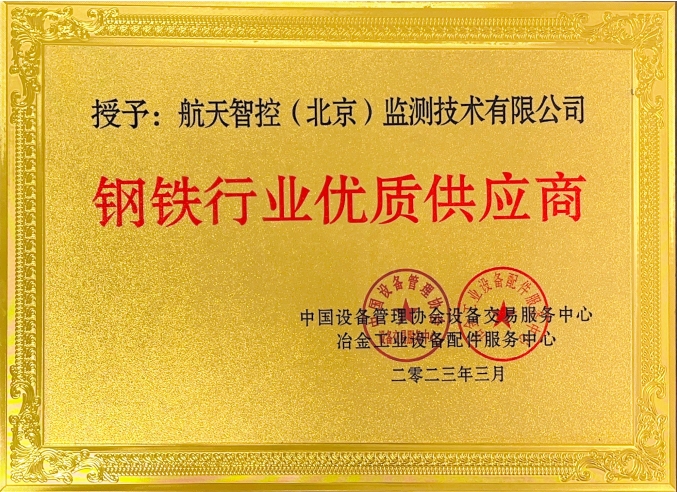 授予：航天智控（北京）监测技术有限公司
钢铁行业优质供应商
中国设备管理协会设备交易服务中心
冶金工业设备配件服务中心
二零二三年三月